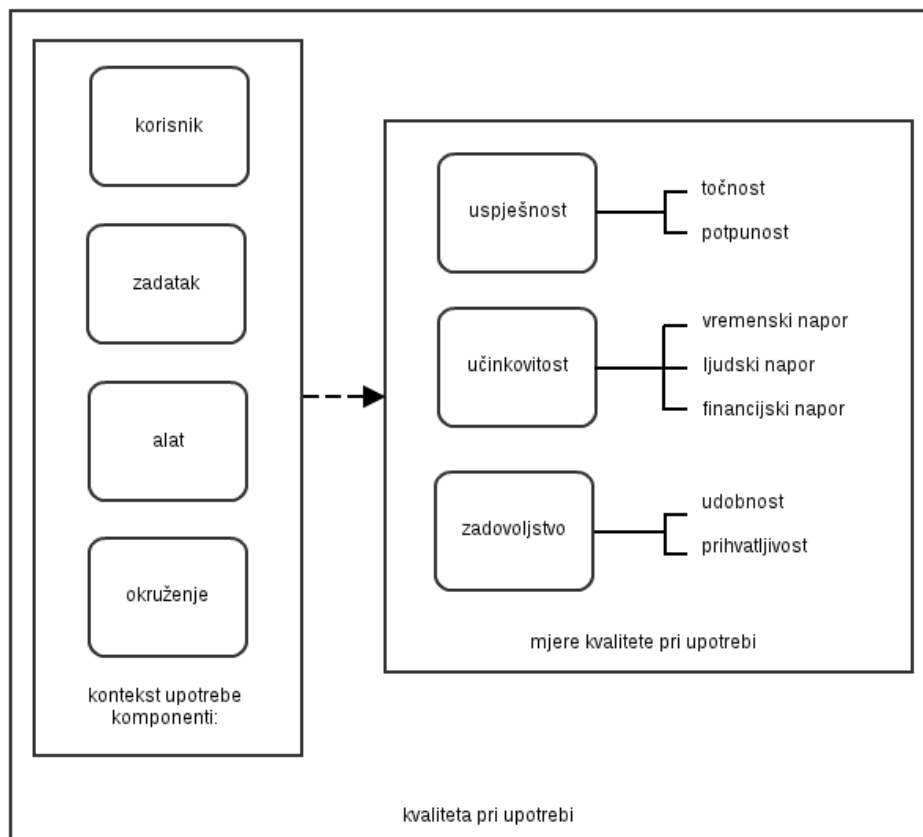 korisnik
zadatak
alat
okruženje
kontekst upotrebe
komponenti:
uspješnost
točnost
potpunost
učinkovitost
vremenski napor
ljudski napor
financijski napor
zadovoljstvo
udobnost
prihvatljivost
mjere kvalitete pri upotrebi
kvaliteta pri upotrebi